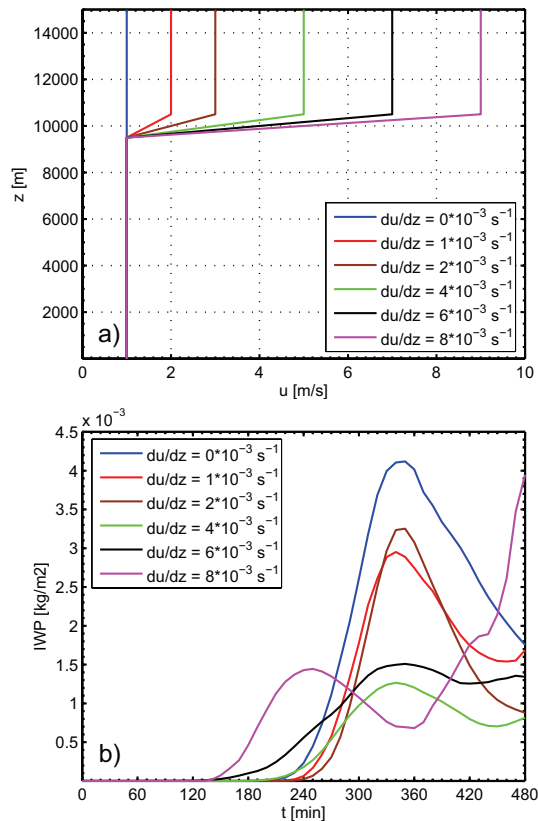 14000
12000
10000
8000
6000
4000
2000
z [m]
du/dz = 0*10⁻³ s⁻¹
du/dz = 1*10⁻³ s⁻¹
du/dz = 2*10⁻³ s⁻¹
du/dz = 4*10⁻³ s⁻¹
du/dz = 6*10⁻³ s⁻¹
du/dz = 8*10⁻³ s⁻¹
a)
0 2 4 6 8 10
u [m/s]
x 10⁻³
4.5
4
3.5
3
2.5
2
1.5
1
0.5
IWP [kg/m2]
du/dz = 0*10⁻³ s⁻¹
du/dz = 1*10⁻³ s⁻¹
du/dz = 2*10⁻³ s⁻¹
du/dz = 4*10⁻³ s⁻¹
du/dz = 6*10⁻³ s⁻¹
du/dz = 8*10⁻³ s⁻¹
b)
0 60 120 180 240 300 360 420 480
t [min]